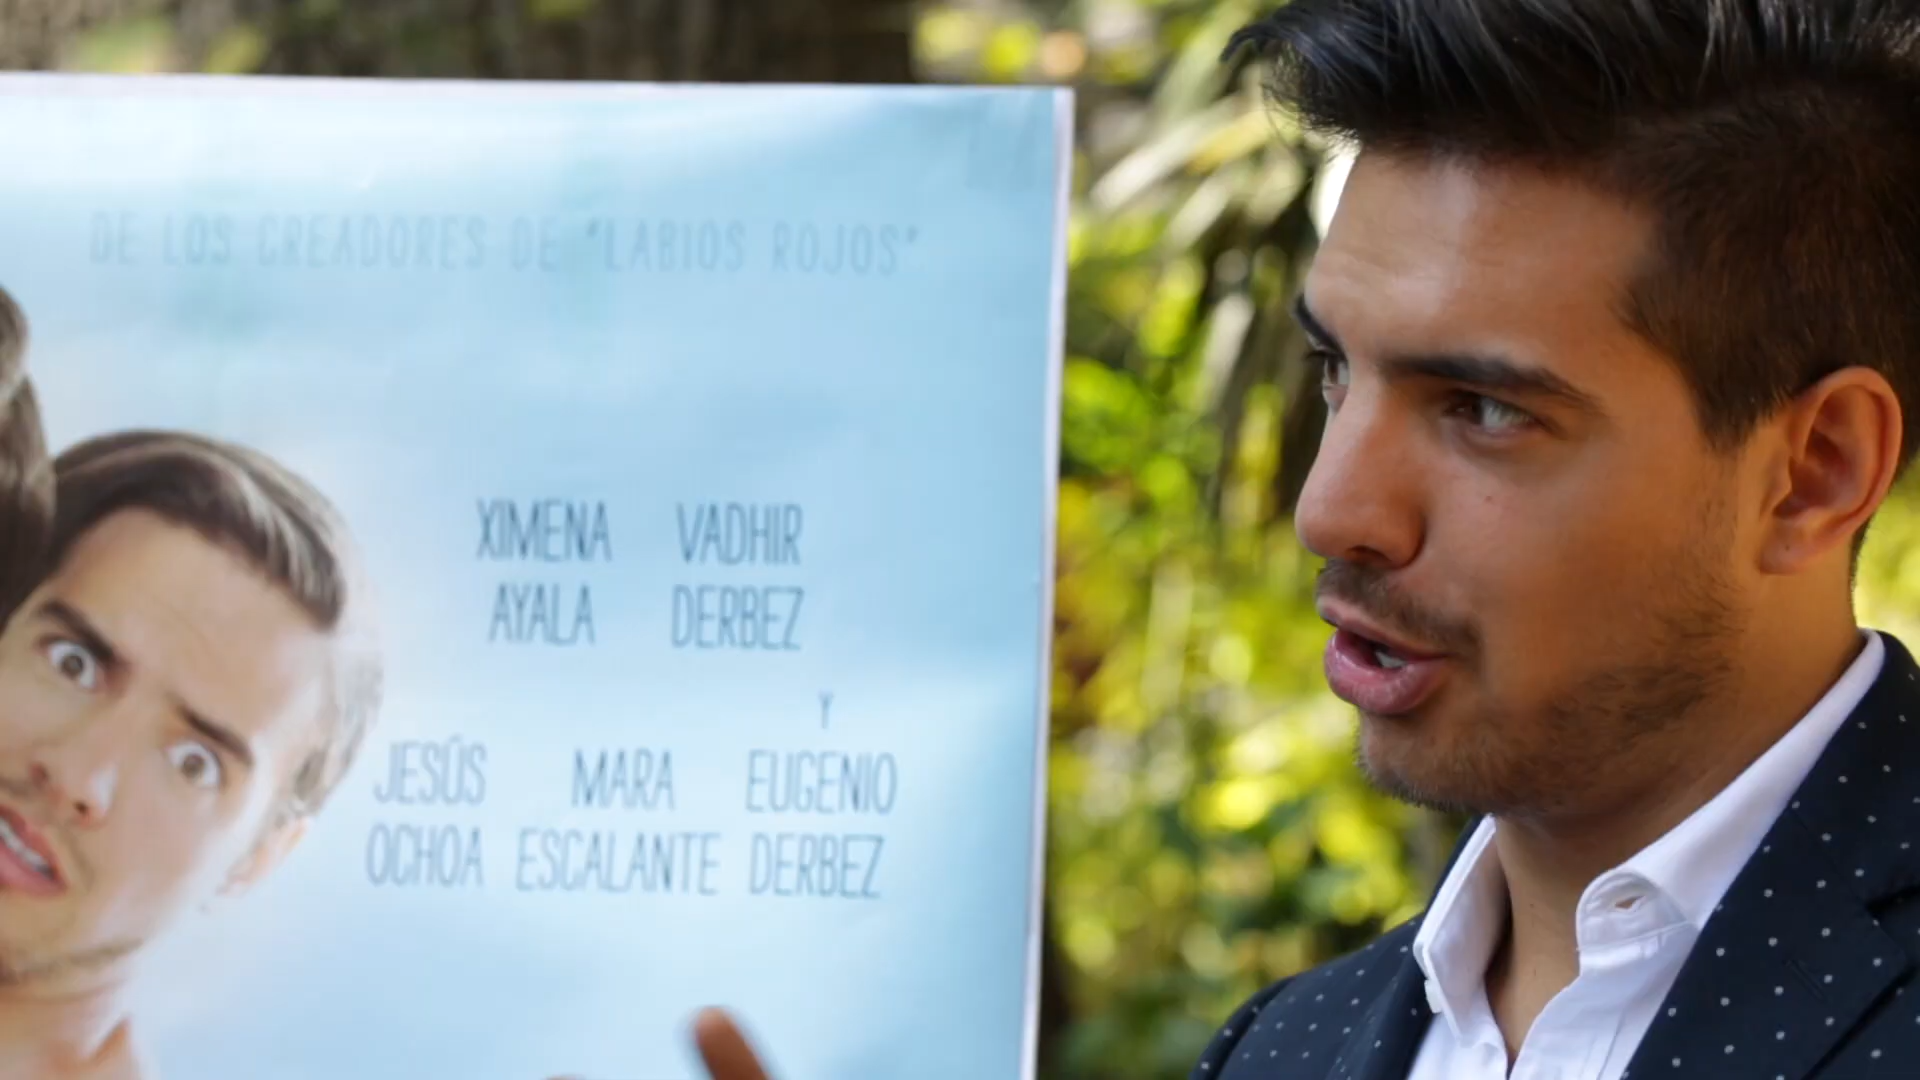 DE LOS CREADORES DE "LABIOS ROJOS"
XIMENA VADHIR
AYALA DERBEZ
Y
JESÚS MARA EUGENIO
OCHOA ESCALANTE DERBEZ